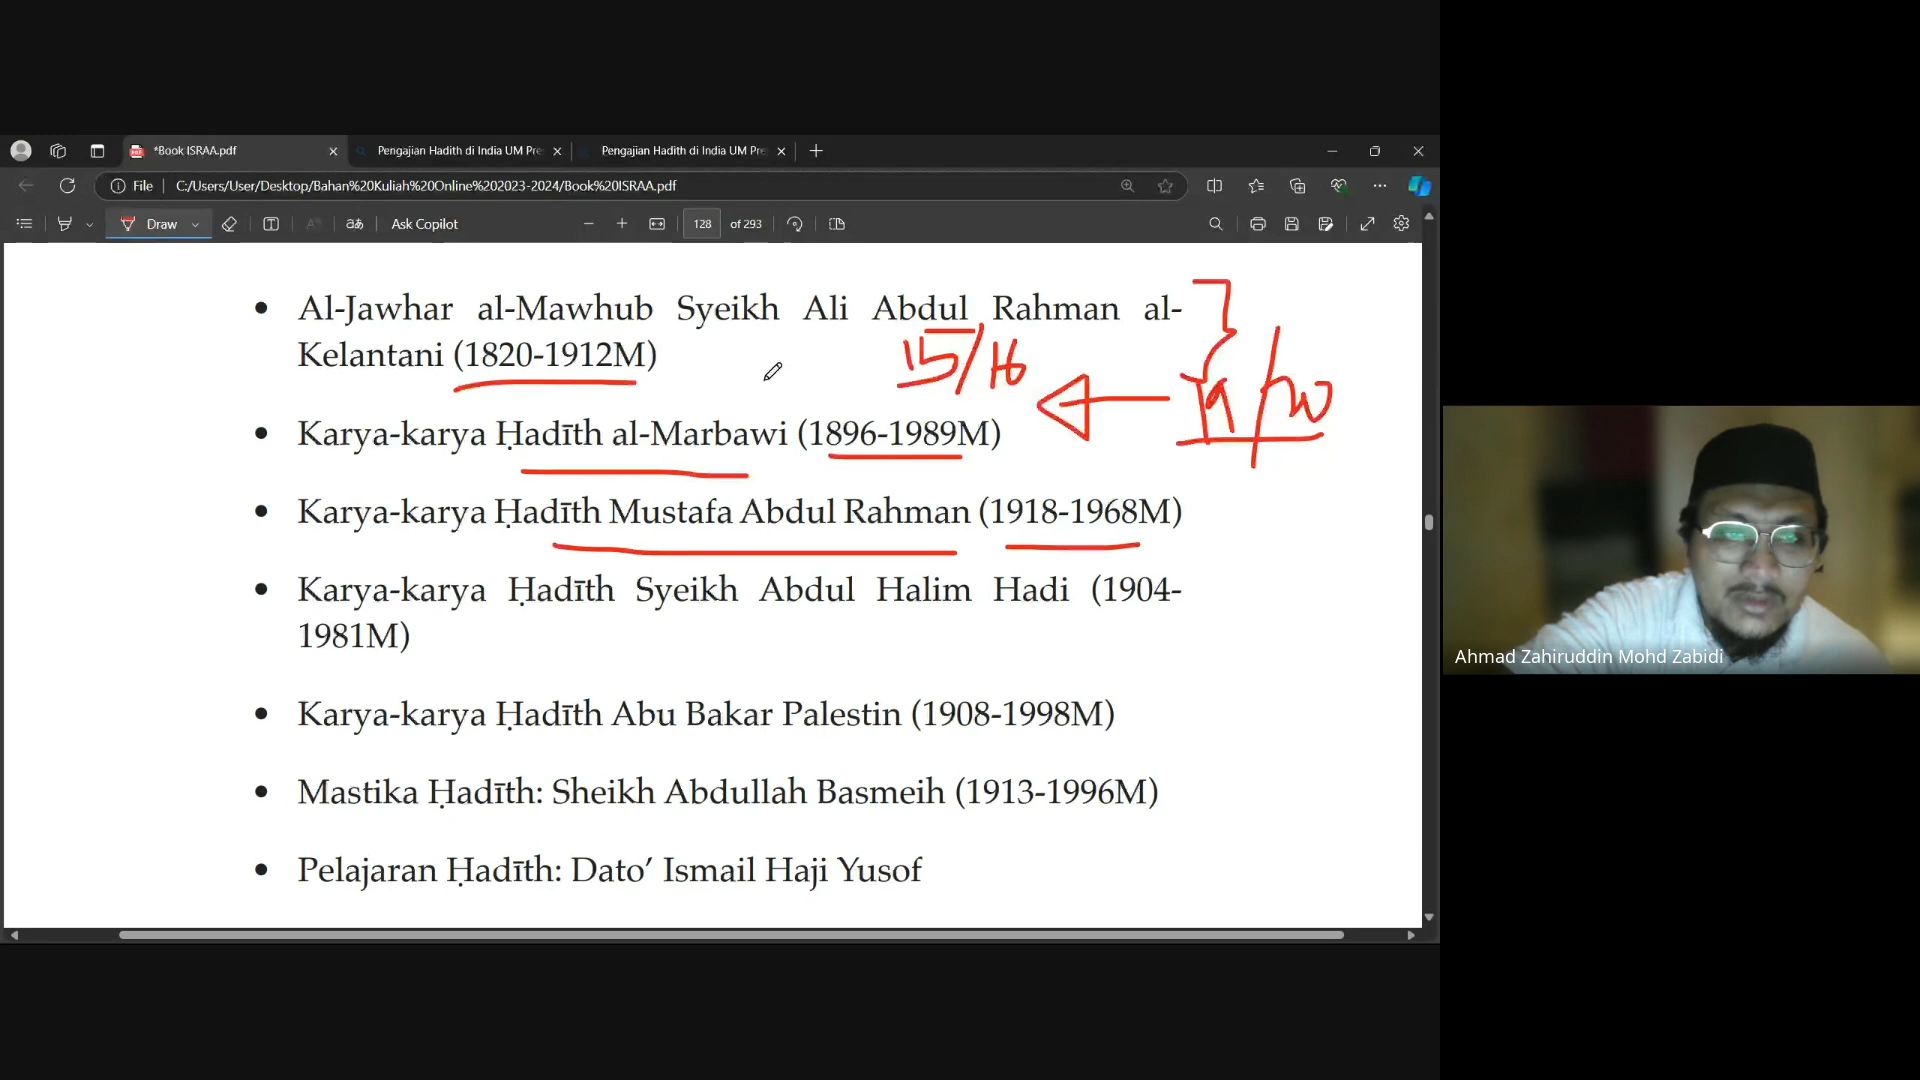 *Book ISRAA.pdf
Pengajian Hadith di India UM Pre
Pengajian Hadith di India UM Pre
File
C:/Users/User/Desktop/Bahan%20Kuliah%20Online%202023-2024/Book%20ISRAA.pdf
Draw
aあ
Ask Copilot
128 of 293
Al-Jawhar al-Mawhub Syeikh Ali Abdul Rahman al-
Kelantani (1820-1912M)
15/16
19/20
Karya-karya Ḥadīth al-Marbawi (1896-1989M)
Karya-karya Ḥadīth Mustafa Abdul Rahman (1918-1968M)
Karya-karya Ḥadīth Syeikh Abdul Halim Hadi (1904-
1981M)
Karya-karya Ḥadīth Abu Bakar Palestin (1908-1998M)
Mastika Ḥadīth: Sheikh Abdullah Basmeih (1913-1996M)
Pelajaran Ḥadīth: Dato’ Ismail Haji Yusof
Ahmad Zahiruddin Mohd Zabidi